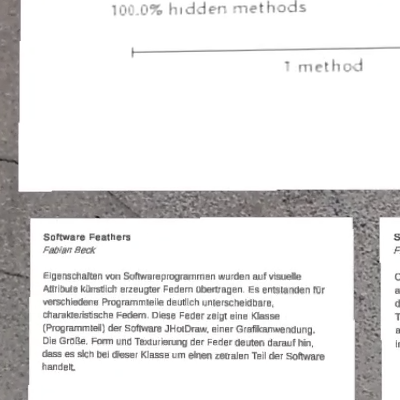 100.0% hidden methods
1 method
Software Feathers
Fabian Beck
Eigenschaften von Softwareprogrammen wurden auf visuelle
Attribute künstlich erzeugter Federn übertragen. Es entstanden für
verschiedene Programmteile deutlich unterscheidbare,
charakteristische Federn. Diese Feder zeigt eine Klasse
(Programmteil) der Software JHotDraw, einer Grafikanwendung.
Die Größe, Form und Texturierung der Feder deuten darauf hin,
dass es sich bei dieser Klasse um einen zetralen Teil der Software
handelt.